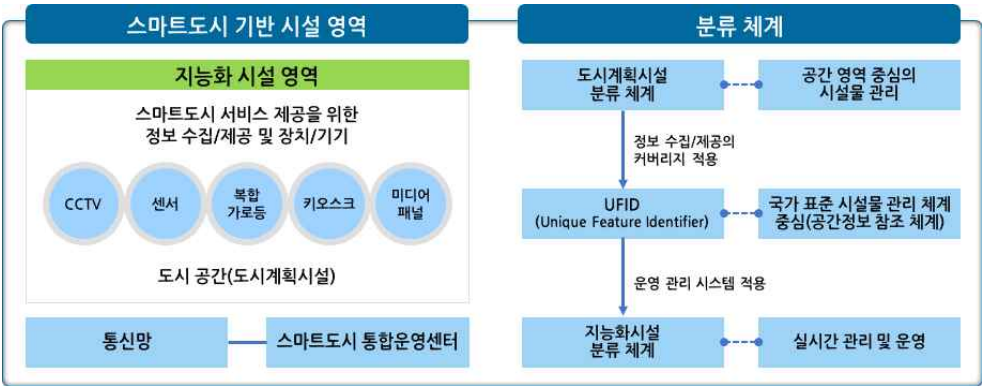 스마트도시 기반 시설 영역
지능화 시설 영역
스마트도시 서비스 제공을 위한
정보 수집/제공 및 장치/기기
CCTV
센서
복합
가로등
키오스크
미디어
패널
도시 공간(도시계획시설)
통신망
스마트도시 통합운영센터
분류 체계
도시계획시설
분류 체계
공간 영역 중심의
시설물 관리
정보 수집/제공의
커버리지 적용
UFID
(Unique Feature Identifier)
국가 표준 시설물 관리 체계
중심(공간정보 참조 체계)
운영 관리 시스템 적용
지능화시설
분류 체계
실시간 관리 및 운영